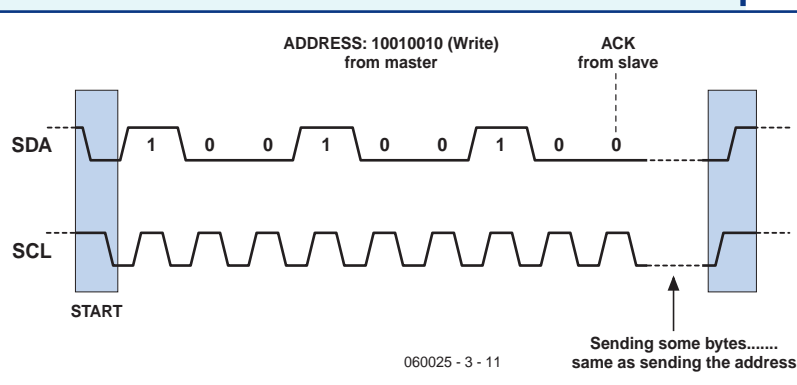 ADDRESS: 10010010 (Write)
from master
ACK
from slave
SDA
1 0 0 1 0 0 1 0 0
SCL
START
Sending some bytes.......
same as sending the address
060025 - 3 - 11